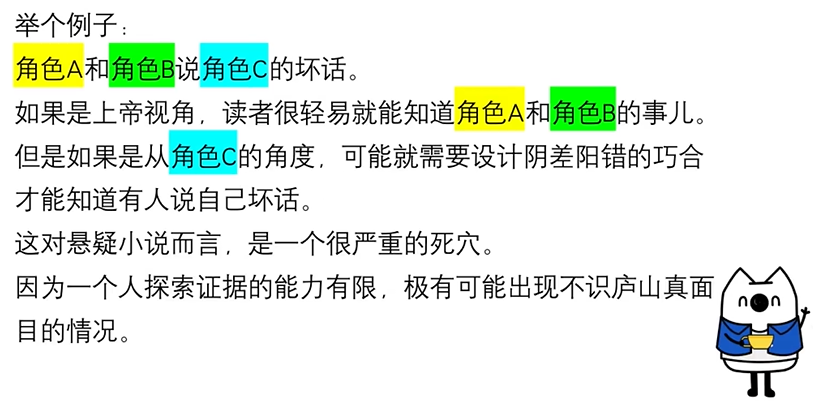 举个例子：
角色A和角色B说角色C的坏话。
如果是上帝视角，读者很轻易就能知道角色A和角色B的事儿。
但是如果是从角色C的角度，可能就需要设计阴差阳错的巧合
才能知道有人说自己坏话。
这对悬疑小说而言，是一个很严重的死穴。
因为一个人探索证据的能力有限，极有可能出现不识庐山真面
目的情况。